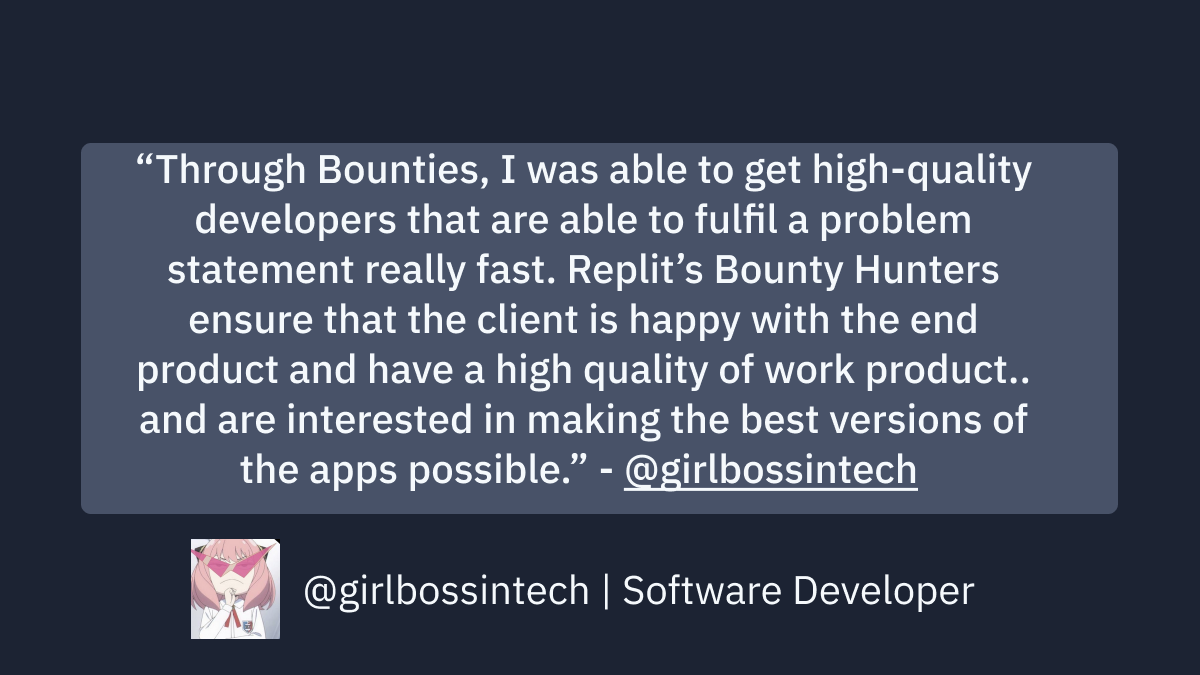 “Through Bounties, I was able to get high-quality
developers that are able to fulfil a problem
statement really fast. Replit’s Bounty Hunters
ensure that the client is happy with the end
product and have a high quality of work product..
and are interested in making the best versions of
the apps possible.” - @girlbossintech
@girlbossintech | Software Developer